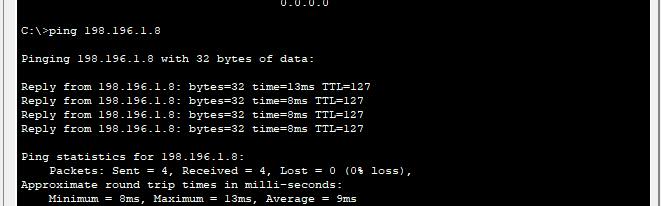 0.0.0.0
C:\>ping 198.196.1.8
Pinging 198.196.1.8 with 32 bytes of data:
Reply from 198.196.1.8: bytes=32 time=13ms TTL=127
Reply from 198.196.1.8: bytes=32 time=8ms TTL=127
Reply from 198.196.1.8: bytes=32 time=8ms TTL=127
Reply from 198.196.1.8: bytes=32 time=8ms TTL=127
Ping statistics for 198.196.1.8:
Packets: Sent = 4, Received = 4, Lost = 0 (0% loss),
Approximate round trip times in milli-seconds:
Minimum = 8ms, Maximum = 13ms, Average = 9ms